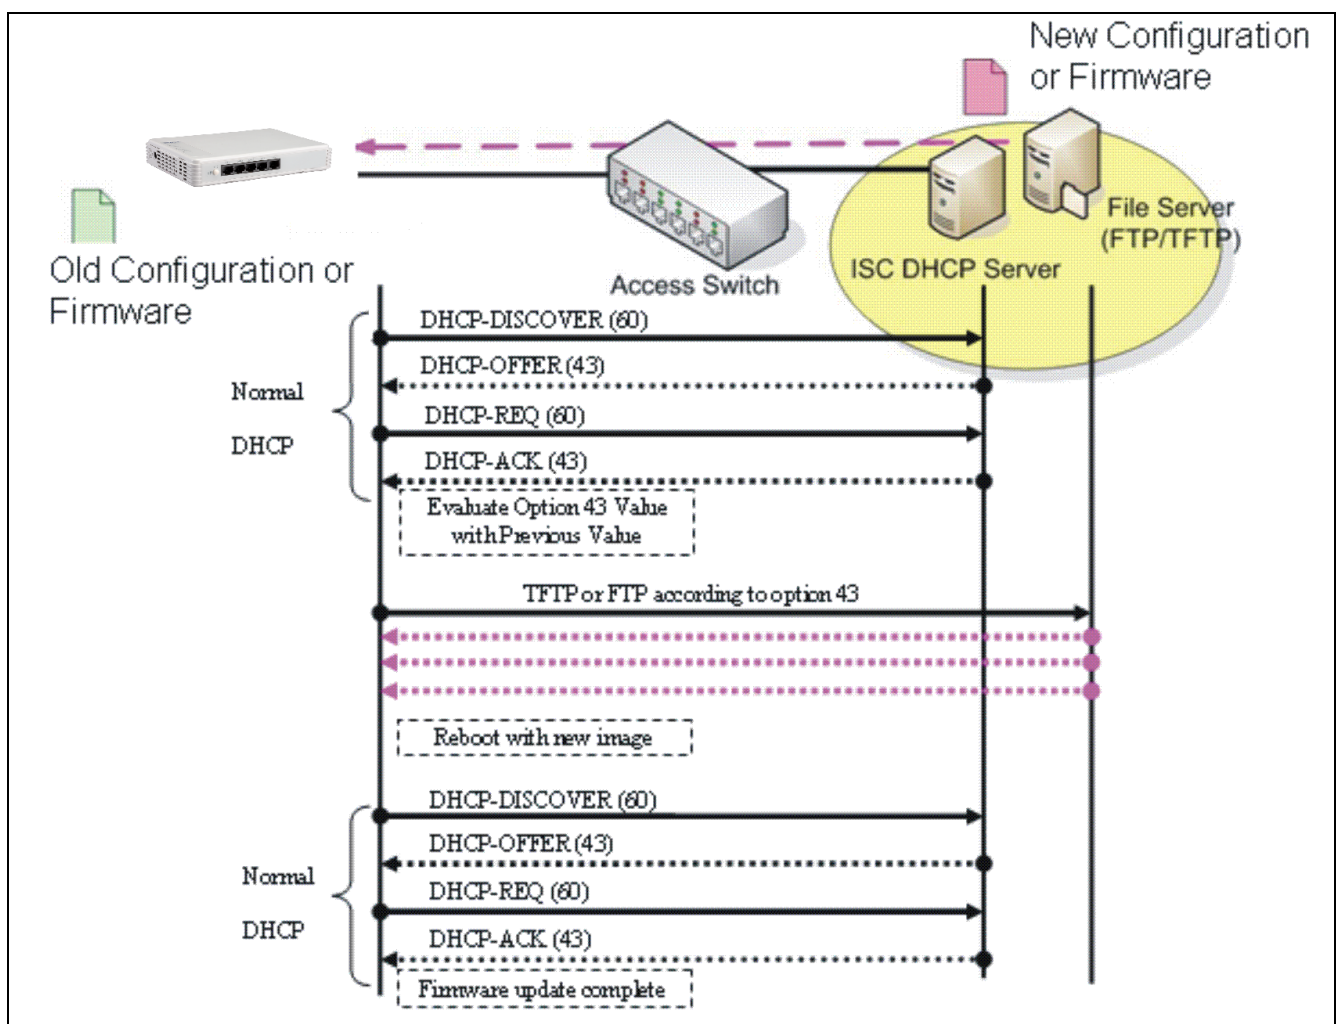 New Configuration
or Firmware
File Server
(FTP/TFTP)
ISC DHCP Server
Access Switch
Old Configuration or
Firmware
DHCP-DISCOVER (60)
DHCP-OFFER (43)
Normal
DHCP-REQ (60)
DHCP
DHCP-ACK (43)
Evaluate Option 43 Value
with Previous Value
TFTP or FTP according to option 43
Reboot with new image
DHCP-DISCOVER (60)
DHCP-OFFER (43)
Normal
DHCP-REQ (60)
DHCP
DHCP-ACK (43)
Firmware update complete